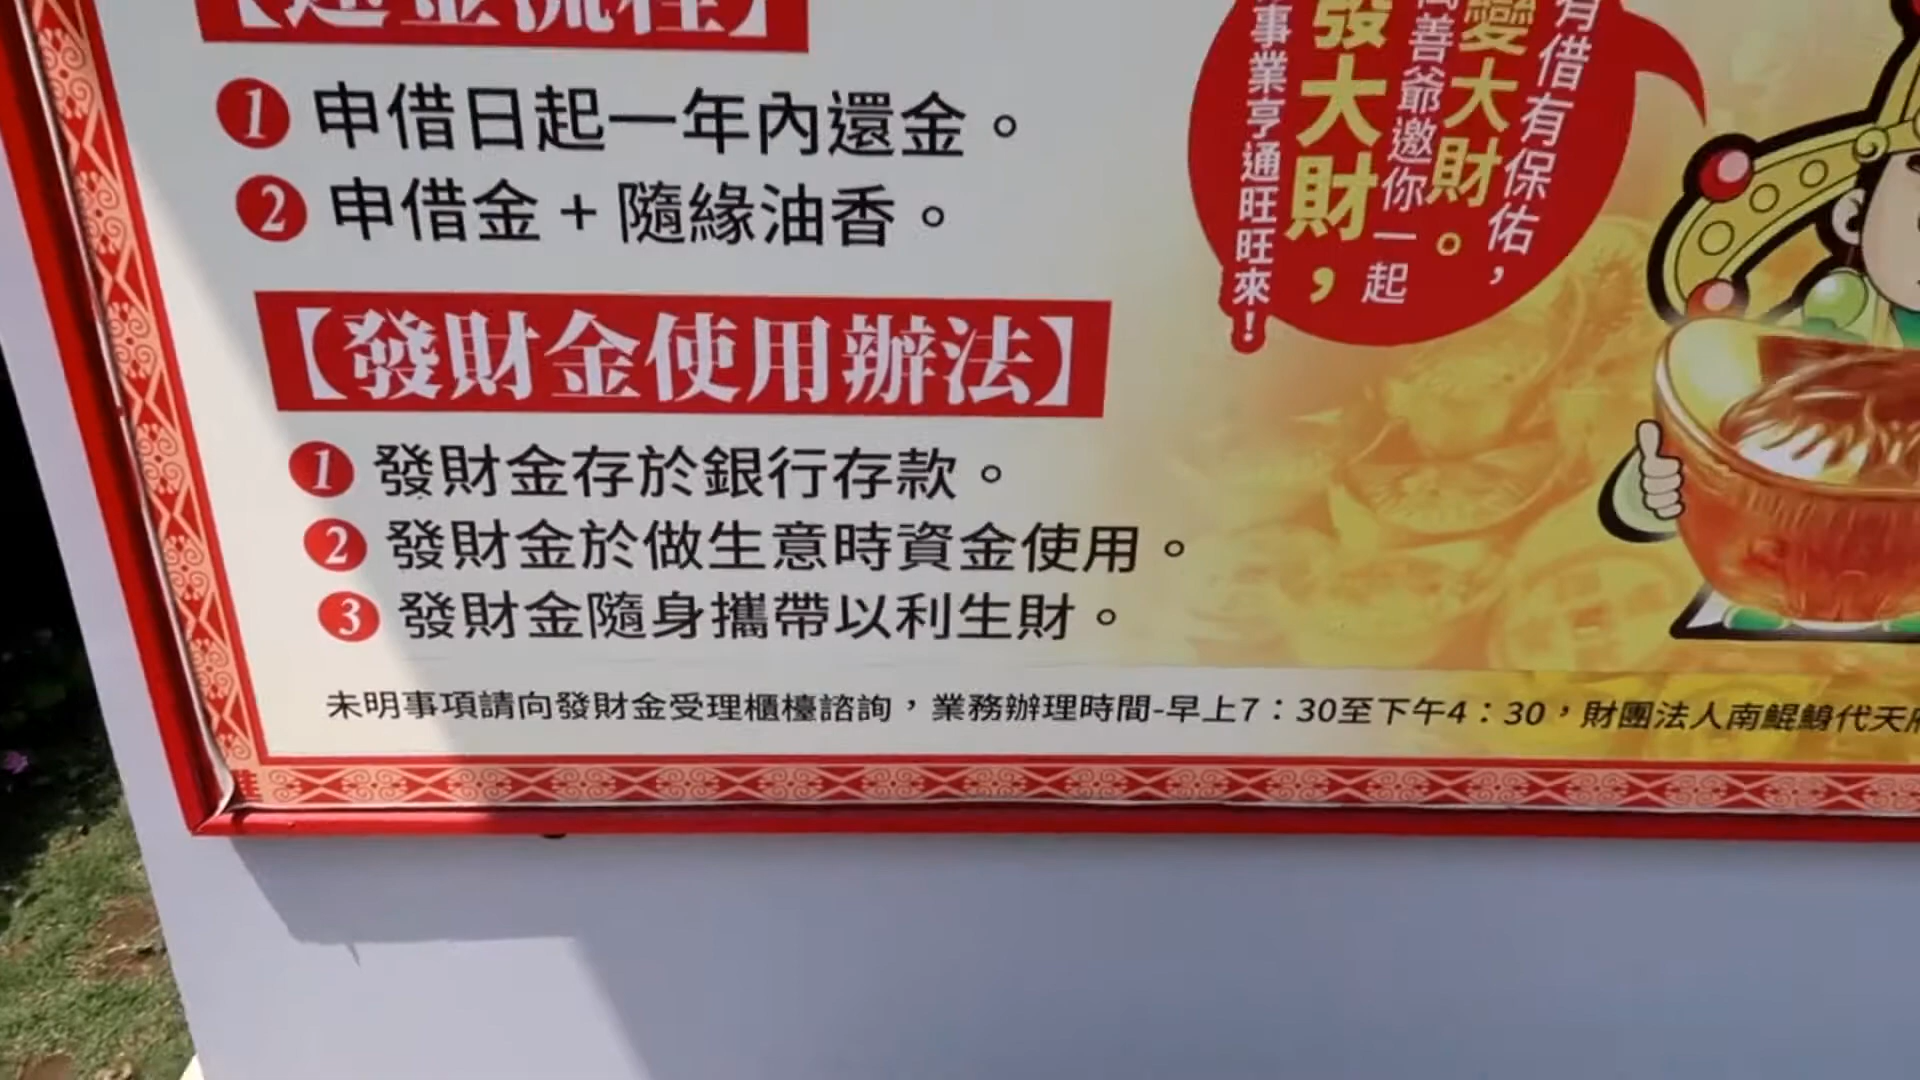 【還金流程】
1 申借日起一年內還金。
2 申借金+隨緣油香。
【發財金使用辦法】
1 發財金存於銀行存款。
2 發財金於做生意時資金使用。
3 發財金隨身攜帶以利生財。
未明事項請向發財金受理櫃檯諮詢，業務辦理時間-早上7：30至下午4：30，財團法人南鯤鯓代天府
有借有保佑，
變大財。
萬善爺邀你一起
發大財，
事業亨通旺旺來！